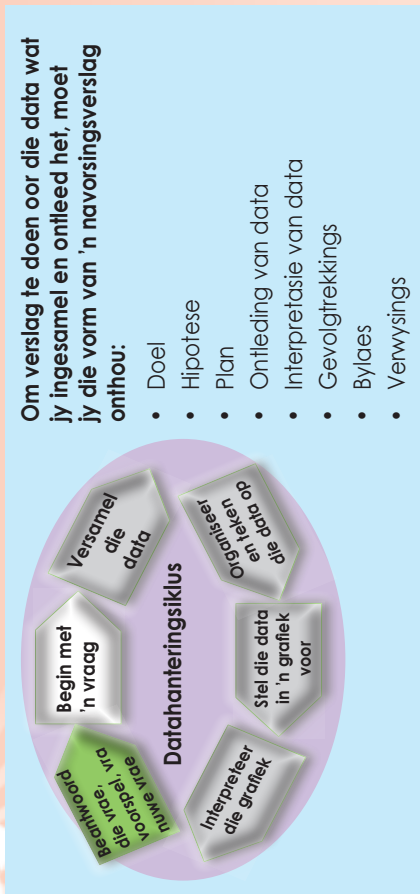 Om verslag te doen oor die data wat
jy ingesamel en ontleed het, moet
jy die vorm van 'n navorsingsverslag
onthou:
• Doel
• Hipotese
• Plan
• Ontleding van data
• Interpretasie van data
• Gevolgtrekkings
• Bylaes
• Verwysings
Datahanteringsiklus
Begin met
'n vraag
Versamel
die
data
Organiseer
en teken
die data op
Stel die data
in 'n grafiek
voor
Interpreteer
die grafiek
Beantwoord
die vrae,
voorspel, vra
nuwe vrae